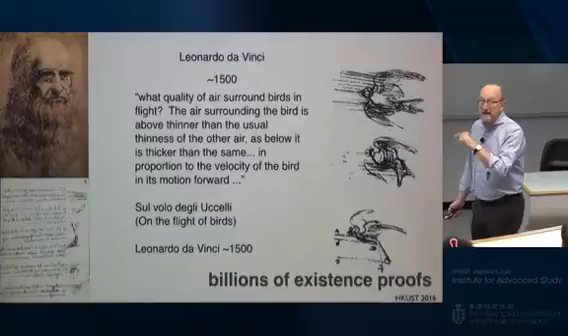 Leonardo da Vinci
~1500
"what quality of air surround birds in
flight? The air surrounding the bird is
above thinner than the usual
thinness of the other air, as below it
is thicker than the same... in
proportion to the velocity of the bird
in its motion forward ..."
Sul volo degli Uccelli
(On the flight of birds)
Leonardo da Vinci ~1500
billions of existence proofs
HKUST 2016
Institute for Advanced Study